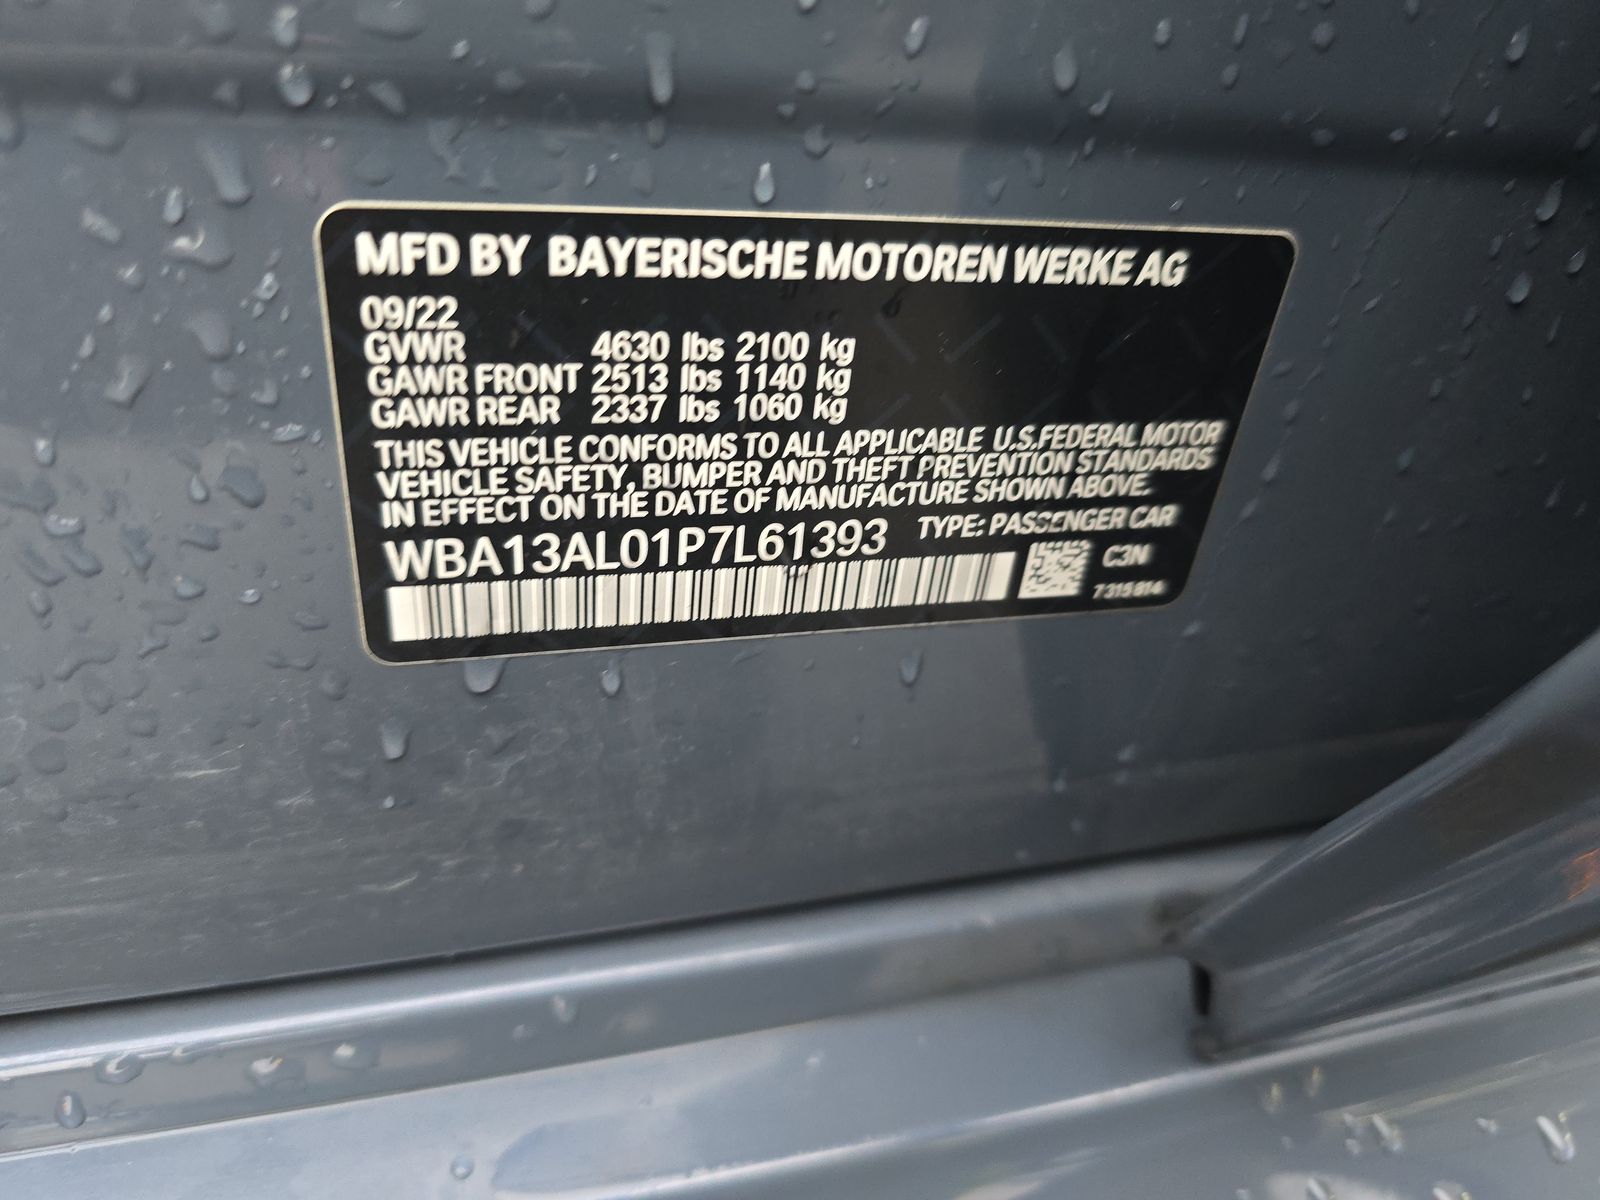 MFD BY BAYERISCHE MOTOREN WERKE AG
09/22
GVWR 4630 lbs 2100 kg
GAWR FRONT 2513 lbs 1140 kg
GAWR REAR 2337 lbs 1060 kg
THIS VEHICLE CONFORMS TO ALL APPLICABLE U.S.FEDERAL MOTOR
VEHICLE SAFETY, BUMPER AND THEFT PREVENTION STANDARDS
IN EFFECT ON THE DATE OF MANUFACTURE SHOWN ABOVE.
WBA13AL01P7L61393 TYPE: PASSENGER CAR
C3N